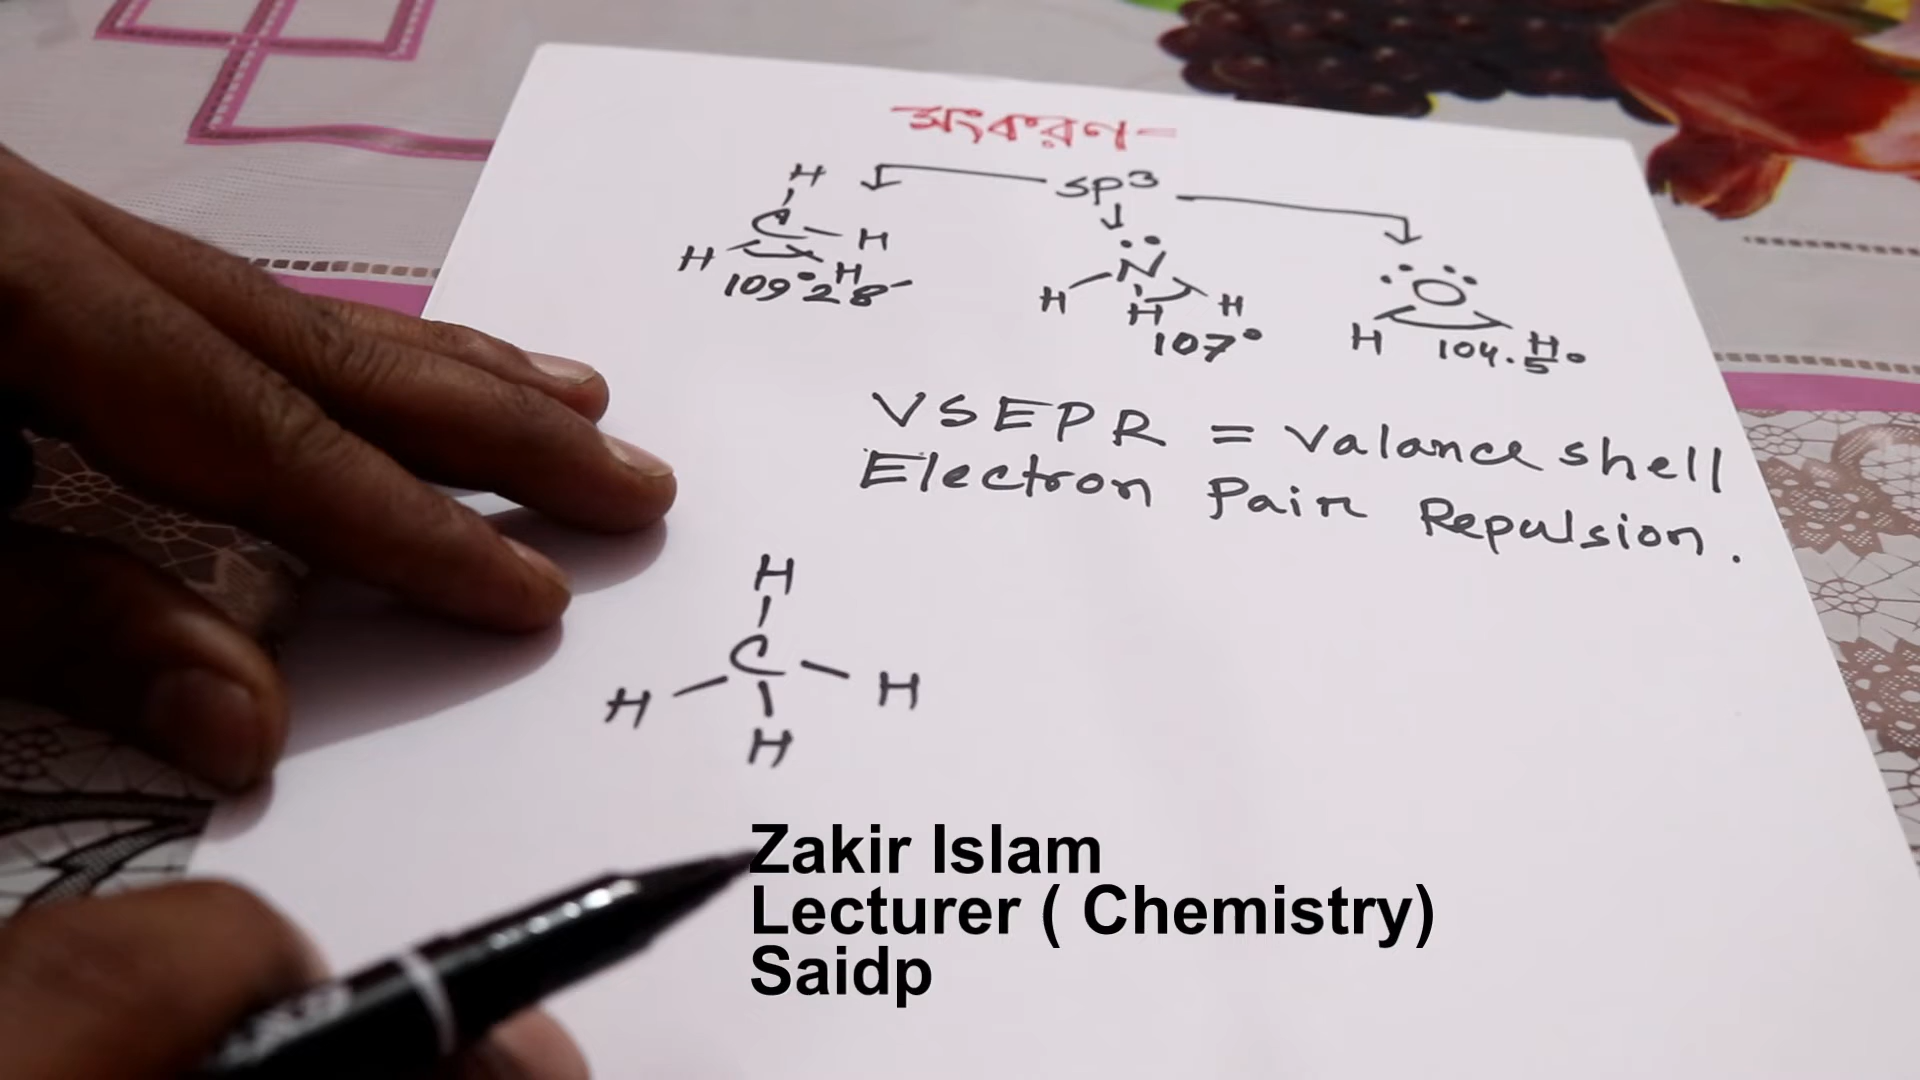 সংকরণ-
sp³
H
C - H
H H
109°28'
N
H H H
107°
O
H H
104.5°
VSEPR = Valance shell
Electron Pair Repulsion.
H
C
H H
H
Zakir Islam
Lecturer ( Chemistry)
Saidp